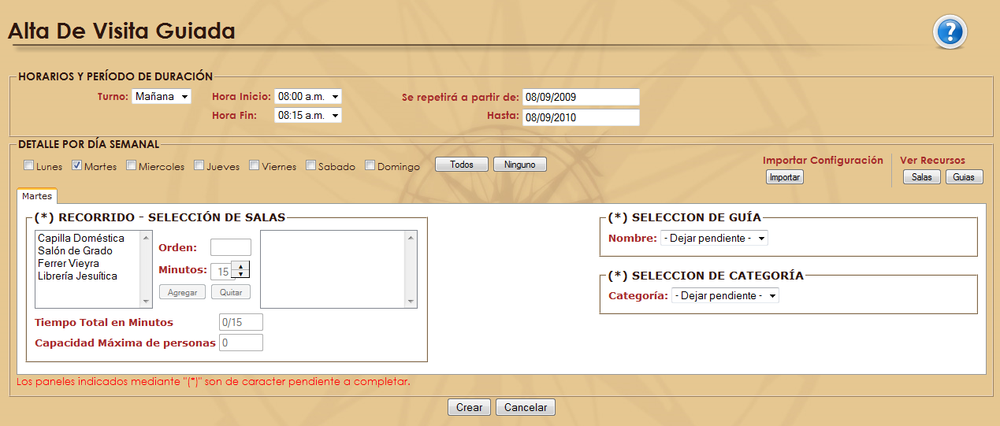 Alta De Visita Guiada
?
HORARIOS Y PERÍODO DE DURACIÓN
Turno: Mañana Hora Inicio: 08:00 a.m. Se repetirá a partir de: 08/09/2009
Hora Fin: 08:15 a.m. Hasta: 08/09/2010
DETALLE POR DÍA SEMANAL
Lunes Martes Miercoles Jueves Viernes Sabado Domingo Todos Ninguno
Importar Configuración Ver Recursos
Importar Salas Guias
Martes
(*) RECORRIDO - SELECCIÓN DE SALAS
Capilla Doméstica
Salón de Grado
Ferrer Vieyra
Librería Jesuítica
Orden:
Minutos: 15
Agregar Quitar
Tiempo Total en Minutos 0/15
Capacidad Máxima de personas 0
(*) SELECCION DE GUÍA
Nombre: - Dejar pendiente -
(*) SELECCION DE CATEGORÍA
Categoría: - Dejar pendiente -
Los paneles indicados mediante "(*)" son de caracter pendiente a completar.
Crear Cancelar